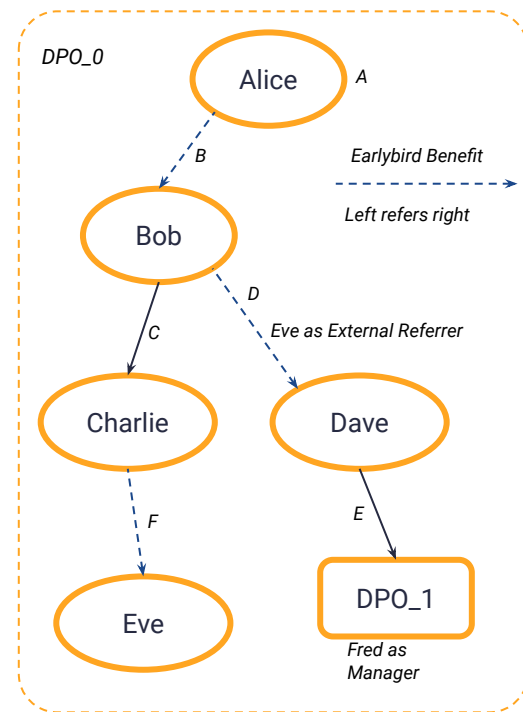 DPO_0
Alice
A
B
Earlybird Benefit
Left refers right
Bob
D
Eve as External Referrer
C
Charlie
Dave
F
E
DPO_1
Eve
Fred as
Manager